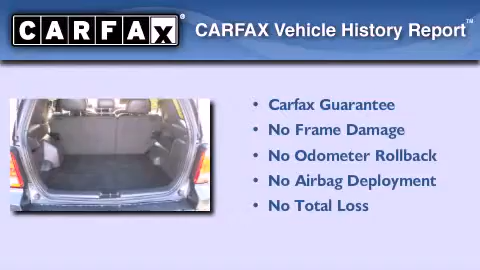 CARFAX®
CARFAX Vehicle History Report™
• Carfax Guarantee
• No Frame Damage
• No Odometer Rollback
• No Airbag Deployment
• No Total Loss